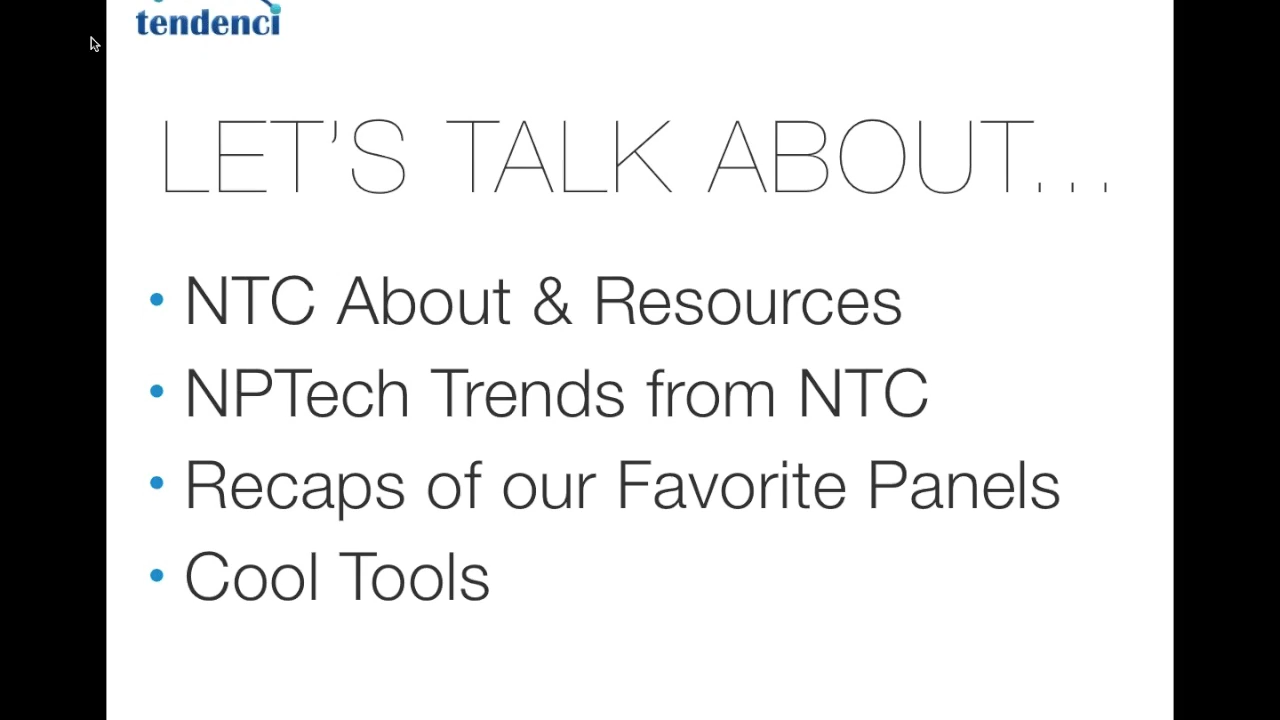 tendenci
LET'S TALK ABOUT...
• NTC About & Resources
• NPTech Trends from NTC
• Recaps of our Favorite Panels
• Cool Tools